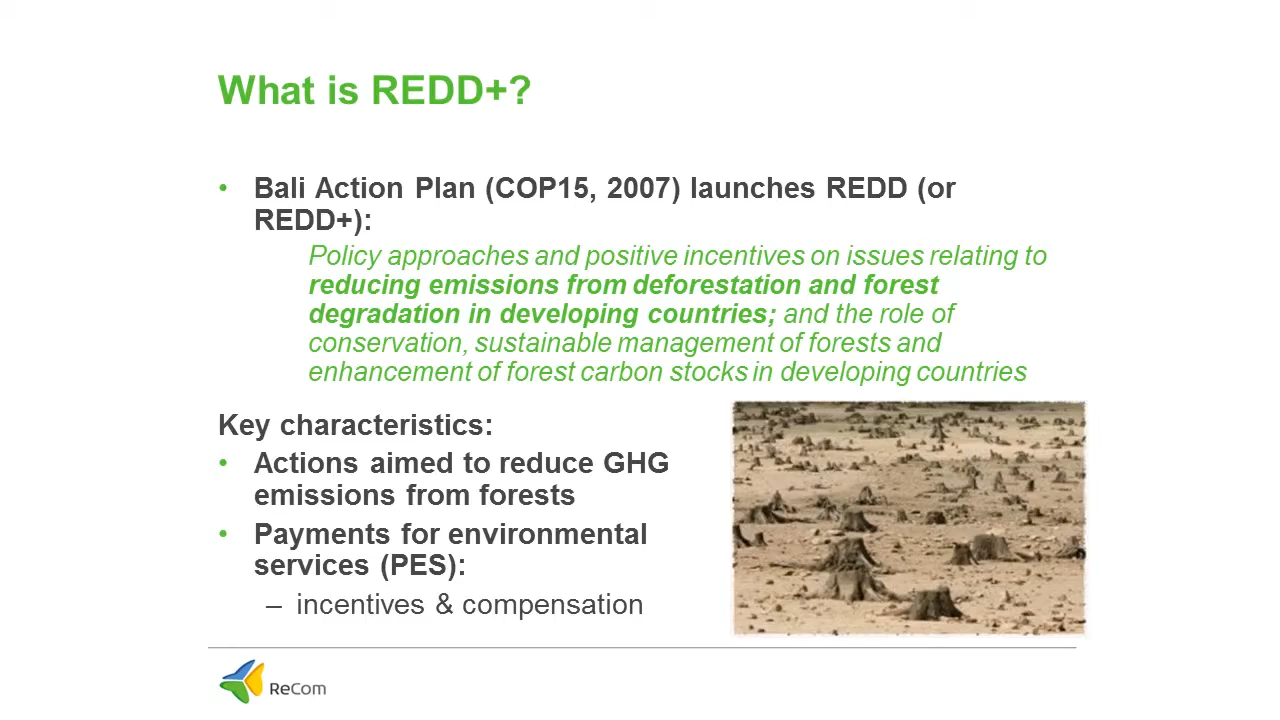 What is REDD+?
• Bali Action Plan (COP15, 2007) launches REDD (or
REDD+):
Policy approaches and positive incentives on issues relating to
reducing emissions from deforestation and forest
degradation in developing countries; and the role of
conservation, sustainable management of forests and
enhancement of forest carbon stocks in developing countries
Key characteristics:
• Actions aimed to reduce GHG
emissions from forests
• Payments for environmental
services (PES):
– incentives & compensation
ReCom